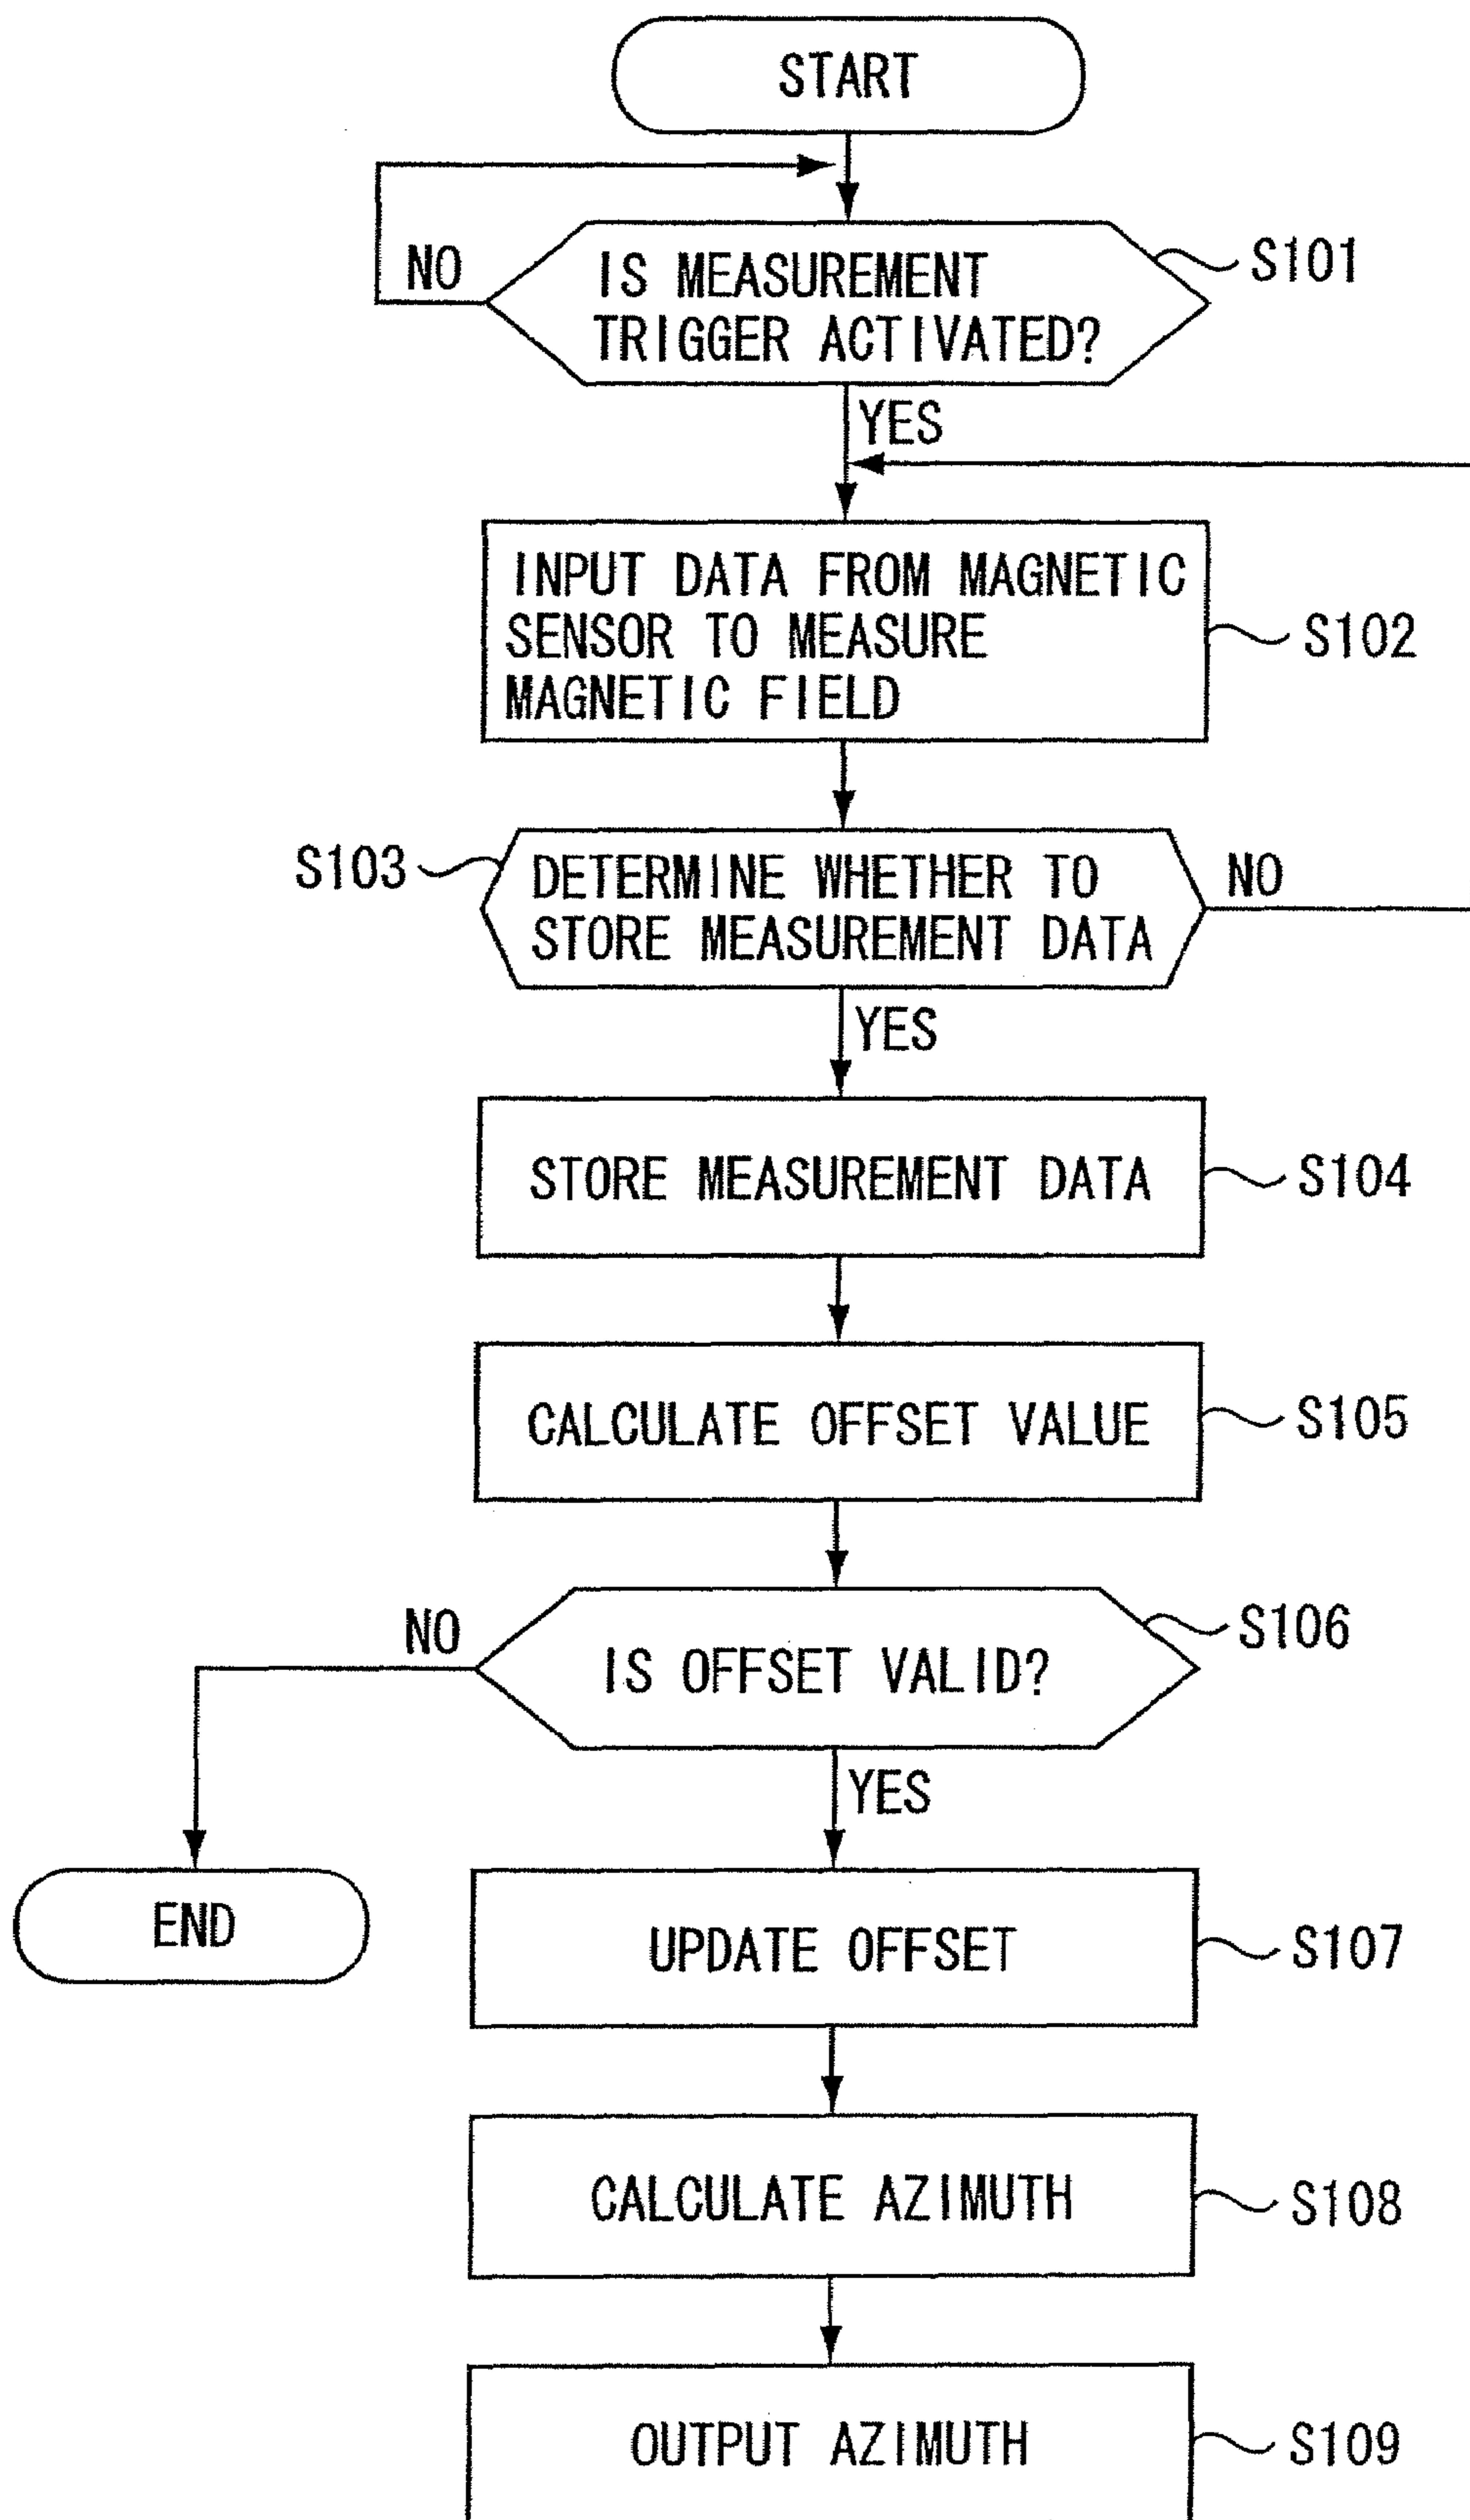 START
NO
IS MEASUREMENT
TRIGGER ACTIVATED?
S101
YES
INPUT DATA FROM MAGNETIC
SENSOR TO MEASURE
MAGNETIC FIELD
S102
S103
DETERMINE WHETHER TO
STORE MEASUREMENT DATA
NO
YES
STORE MEASUREMENT DATA
S104
CALCULATE OFFSET VALUE
S105
NO
IS OFFSET VALID?
S106
YES
END
UPDATE OFFSET
S107
CALCULATE AZIMUTH
S108
OUTPUT AZIMUTH
S109